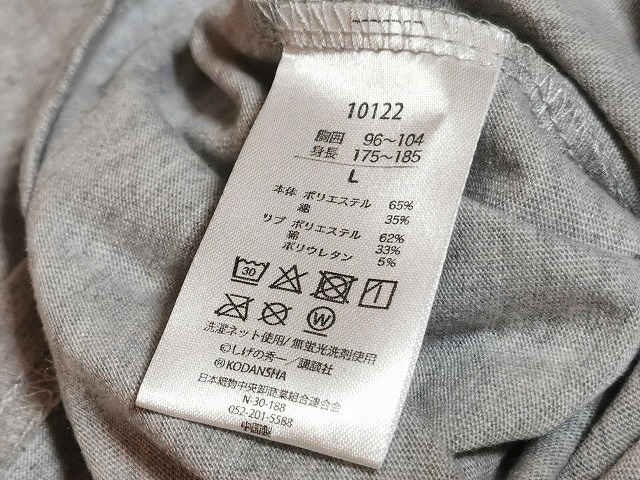 10122
胸囲 96～104
身長 175～185
L
本体 ポリエステル 65%
綿 35%
サブ ポリエステル 62%
綿 33%
ポリウレタン 5%
30
W
洗濯ネット使用/無蛍光洗剤使用
©しげの秀一/講談社
®KODANSHA
日本織物中央卸商業組合連合会
N-30-188
052-201-5588
中国製